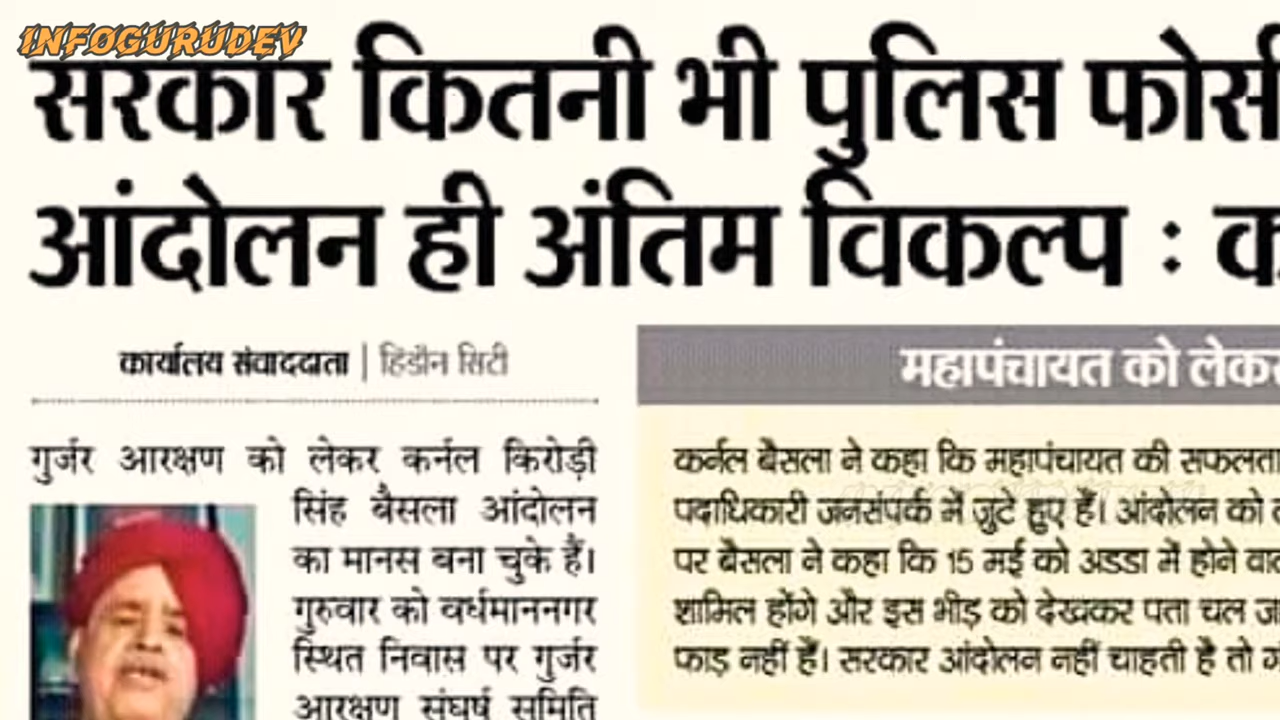 INFOGURUDEV
सरकार कितनी भी पुलिस
आंदोलन ही अंतिम विकल्प :
कार्यालय संवाददाता | हिंडौन सिटी
गुर्जर आरक्षण को लेकर कर्नल किरोड़ी
सिंह बैसला आंदोलन
का मानस बना चुके हैं।
गुरुवार को वर्धमाननगर
स्थित निवास पर गुर्जर
आरक्षण संघर्ष समिति
महापंचायत को
कर्नल बैसला ने कहा कि महापंचायत की सफलता
पदाधिकारी जनसंपर्क में जुटे हुए हैं। आंदोलन को
पर बैसला ने कहा कि 15 मई को अडडा में होने
शामिल होंगे और इस भीड़ को देखकर पता चल
फाड़ नहीं हैं। सरकार आंदोलन नहीं चाहती है तो